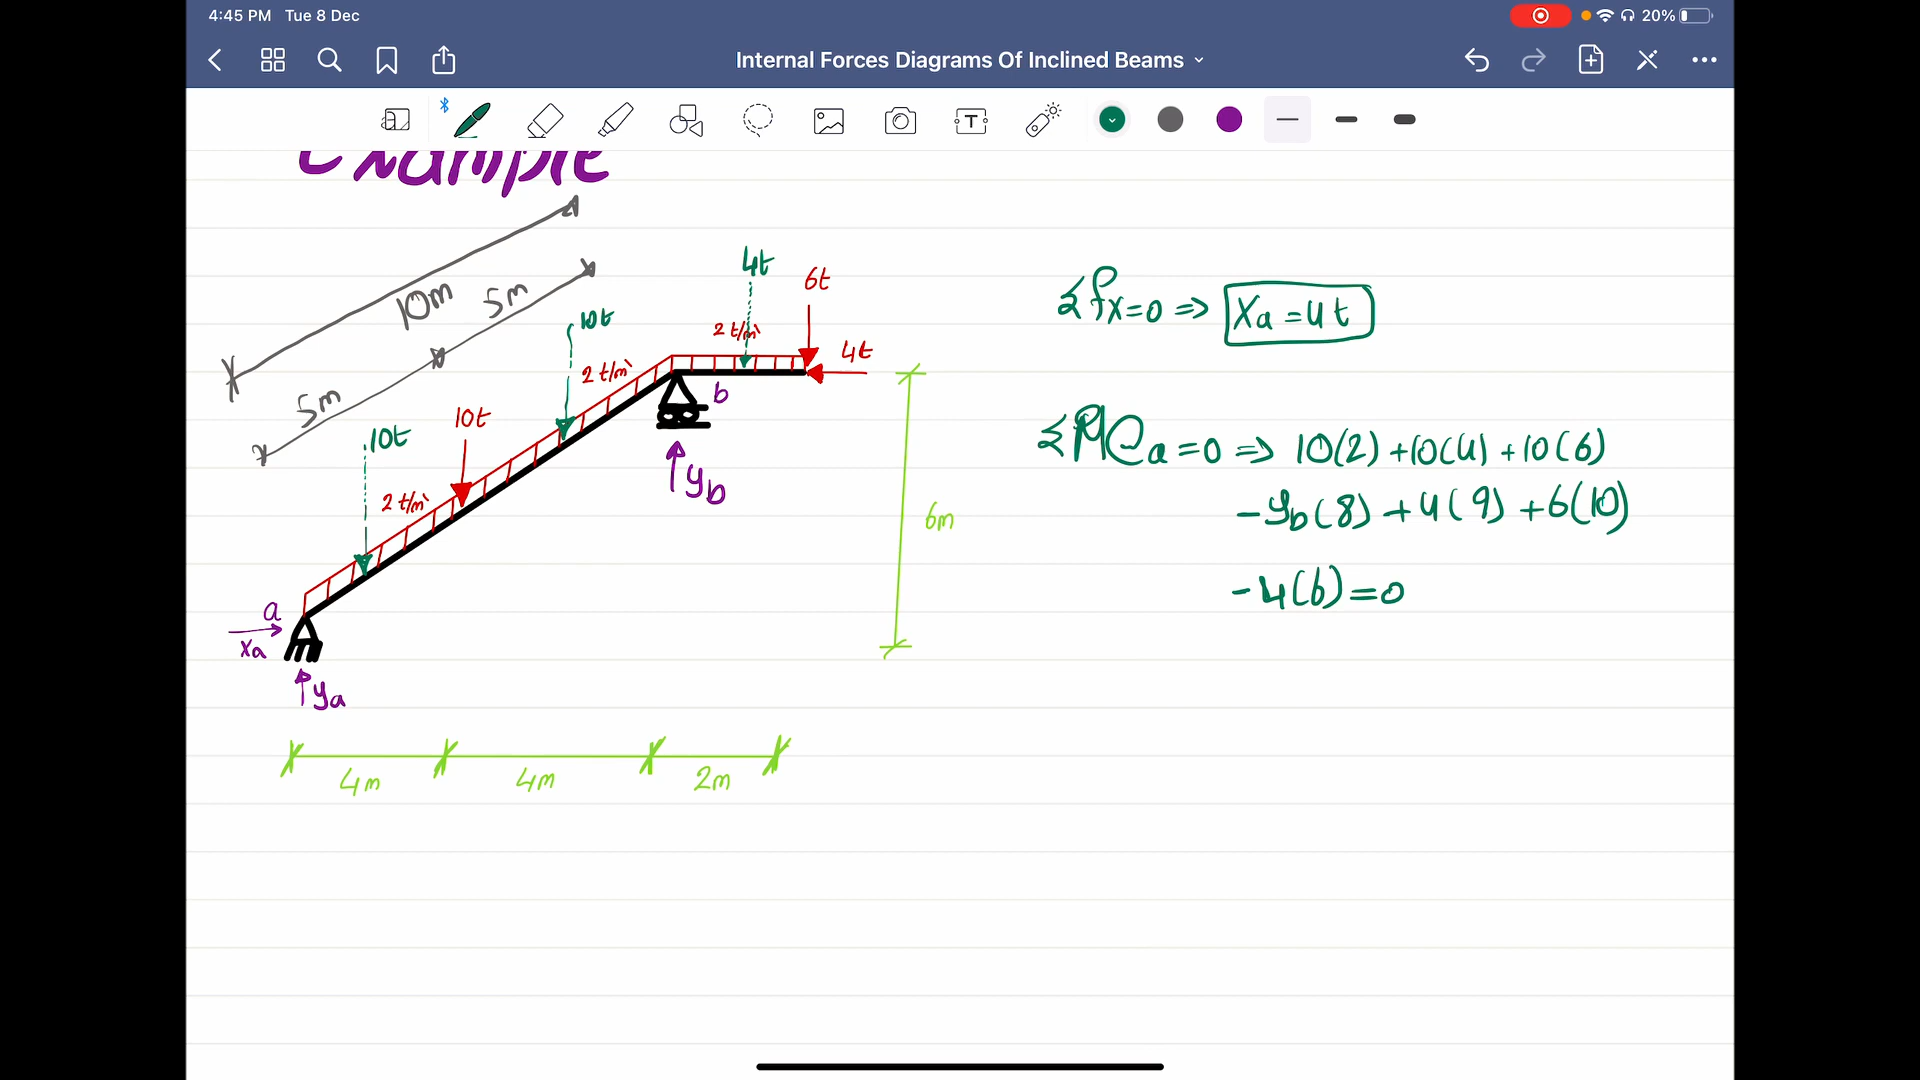 4:45 PM Tue 8 Dec
20%
Internal Forces Diagrams Of Inclined Beams
T
example
10m
5m
5m
4t
6t
10t
2 t/m'
4t
2 t/m'
b
10t
10t
yb
2 t/m'
6m
a
xa
ya
4m
4m
2m
Σfx=0 ⇒ Xa=4t
ΣM@a=0 ⇒ 10(2)+10(4)+10(6)
-yb(8)+4(9)+6(10)
-4(6)=0